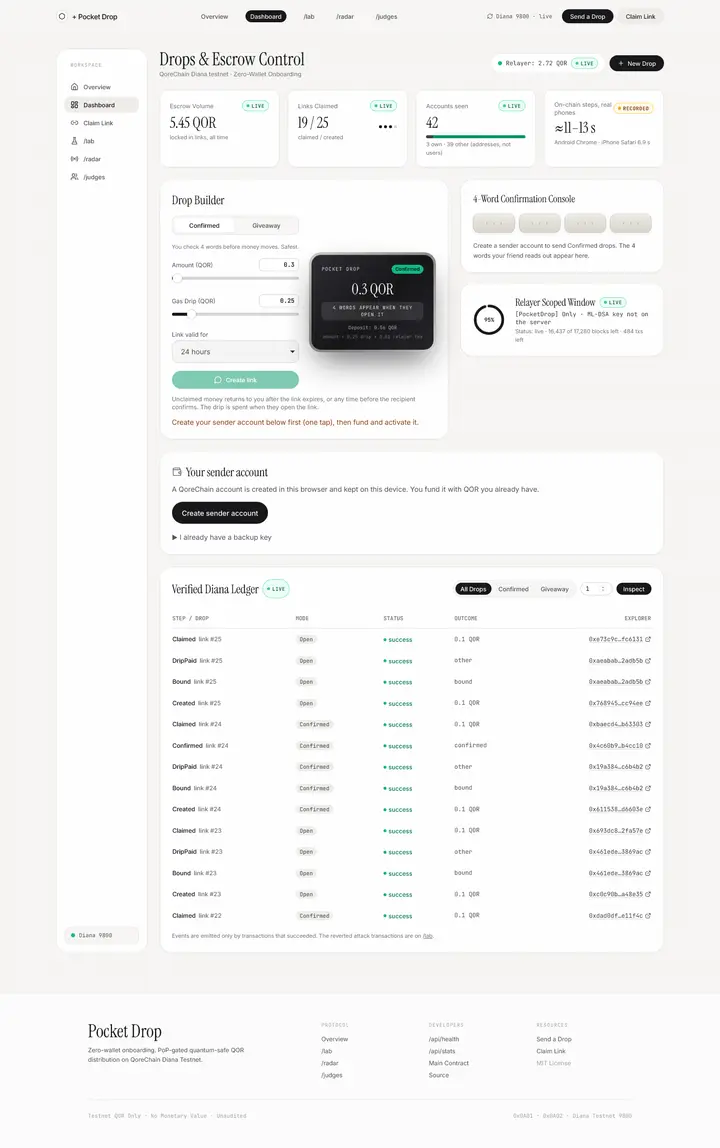 + Pocket Drop
Overview
Dashboard
/lab
/radar
/judges
Diana 9800 · live
Send a Drop
Claim Link
WORKSPACE
Overview
Dashboard
Claim Link
/lab
/radar
/judges
Diana 9800
Drops & Escrow Control
QoreChain Diana testnet · Zero-Wallet Onboarding
Relayer: 2.72 QOR
LIVE
+ New Drop
Escrow Volume
LIVE
5.45 QOR
locked in links, all time
Links Claimed
LIVE
19 / 25
claimed / created
Accounts seen
LIVE
42
3 own · 39 other (addresses, not
users)
On-chain steps, real
phones
RECORDED
≈11–13 s
Android Chrome · iPhone Safari 6.9 s
Drop Builder
Confirmed
Giveaway
You check 4 words before money moves. Safest.
Amount (QOR)
0.3
Gas Drip (QOR)
0.25
Link valid for
24 hours
Create link
POCKET DROP
Confirmed
0.3 QOR
4 WORDS APPEAR WHEN THEY
OPEN IT
Unclaimed money returns to you after the link expires, or any time before the recipient
confirms. The drip is spent when they open the link.
Create your sender account below first (one tap), then fund and activate it.
4-Word Confirmation Console
Create a sender account to send Confirmed drops. The 4
words your friend reads out appear here.
95%
Relayer Scoped Window
LIVE
[PocketDrop] Only · ML-DSA key not on
the server
Status: live · 16,437 of 17,280 blocks left · 484 txs
left
Your sender account
A QoreChain account is created in this browser and kept on this device. You fund it with QOR you already have.
Create sender account
▶ I already have a backup key
Verified Diana Ledger
LIVE
All Drops
Confirmed
Giveaway
1
Inspect
STEP / DROP MODE STATUS OUTCOME EXPLORER
Claimed link #25 Open success 0.1 QOR 0xe73c9c…fc6131
DripPaid link #25 Open success other 0xaebab…2adb5b
Bound link #25 Open success bound 0xaebab…2adb5b
Created link #25 Open success 0.1 QOR 0x768945…cc94ee
Claimed link #24 Confirmed success 0.1 QOR 0xbaecd4…b63303
Confirmed link #24 Confirmed success confirmed 0x4c60b9…b4cc10
DripPaid link #24 Confirmed success other 0x19a384…c6b4b2
Bound link #24 Confirmed success bound 0x19a384…c6b4b2
Created link #24 Confirmed success 0.1 QOR 0x611538…d6603e
Claimed link #23 Open success 0.1 QOR 0x693dc8…2fa57e
DripPaid link #23 Open success other 0x461ede…3869ac
Bound link #23 Open success bound 0x461ede…3869ac
Created link #23 Open success 0.1 QOR 0xc0c90b…a48e35
Claimed link #22 Confirmed success 0.1 QOR 0xdad0df…e11f4c
Events are emitted only by transactions that succeeded. The reverted attack transactions are on /lab.
Pocket Drop
Zero-wallet onboarding. PoP-gated quantum-safe QOR
distribution on QoreChain Diana Testnet.
PROTOCOL
Overview
/lab
/radar
/judges
DEVELOPERS
/api/health
/api/stats
Main Contract
Source
RESOURCES
Send a Drop
Claim Link
MIT License
Testnet QOR Only · No Monetary Value · Unaudited
0x0A01 · 0x0A02 · Diana Testnet 9800